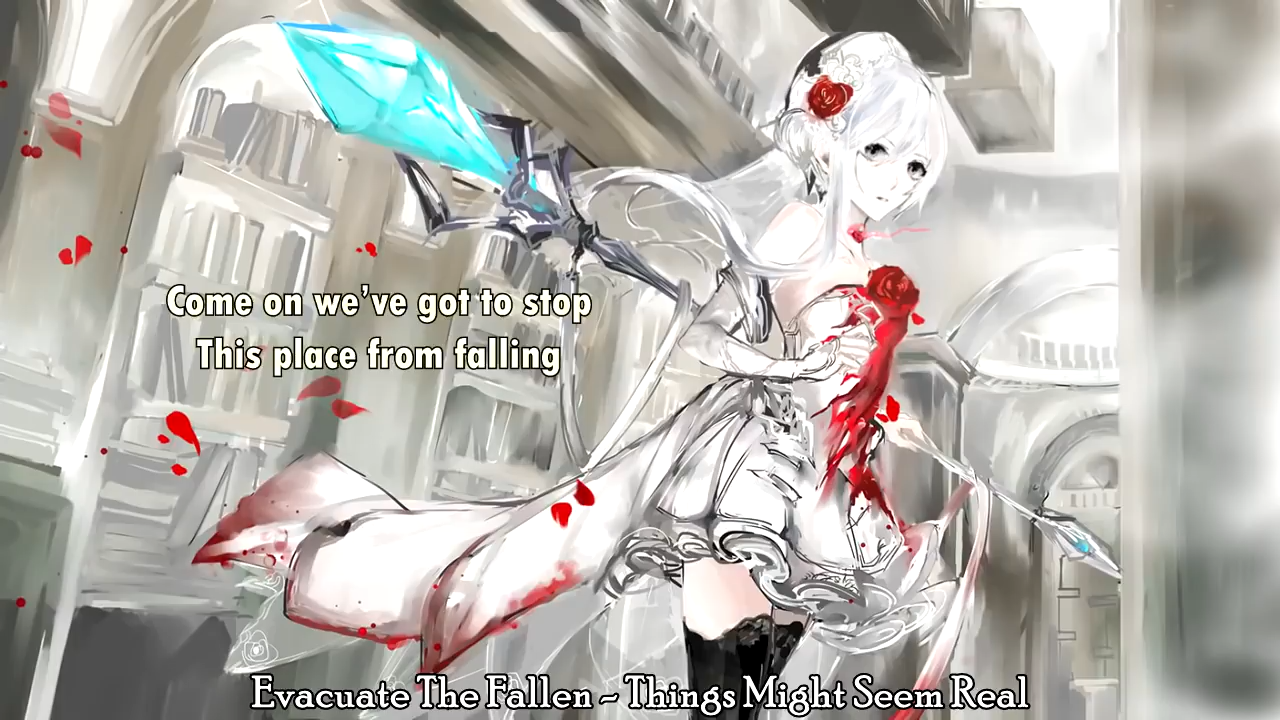 Come on we've got to stop
This place from falling
Evacuate The Fallen - Things Might Seem Real